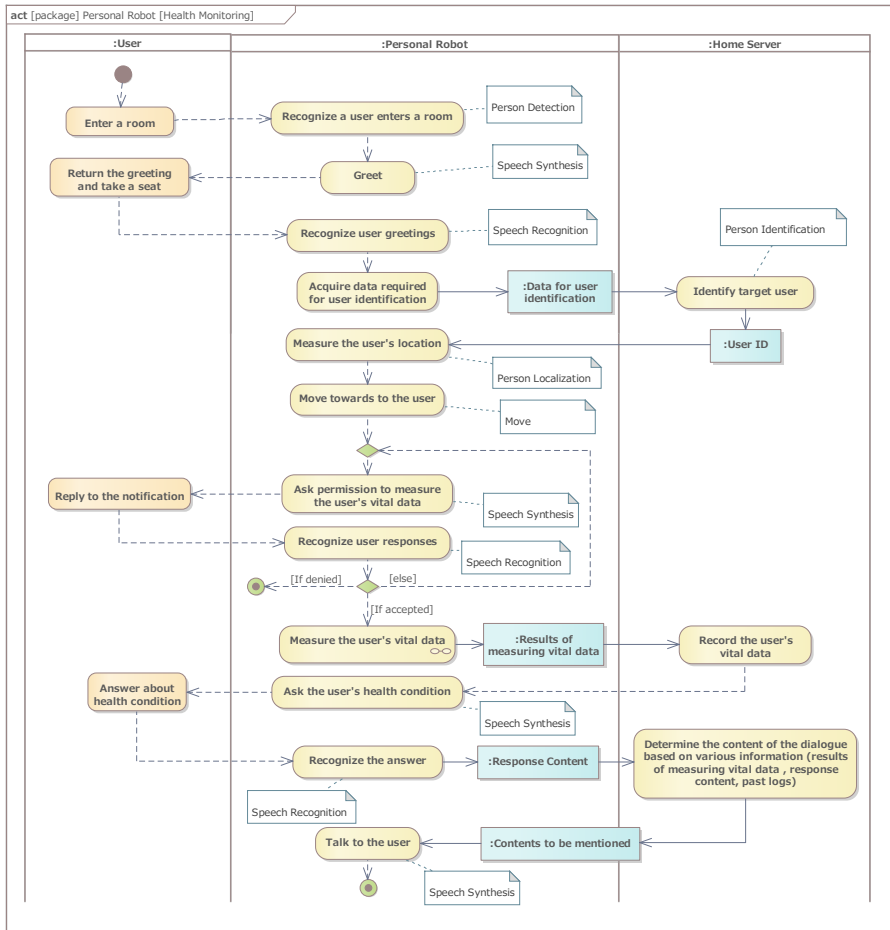 act [package] Personal Robot [Health Monitoring]
:User
:Personal Robot
:Home Server
Enter a room
Recognize a user enters a room
Person Detection
Return the greeting
and take a seat
Greet
Speech Synthesis
Recognize user greetings
Speech Recognition
Person Identification
Acquire data required
for user identification
:Data for user
identification
Identify target user
Measure the user's location
:User ID
Person Localization
Move towards to the user
Move
Reply to the notification
Ask permission to measure
the user's vital data
Speech Synthesis
Recognize user responses
Speech Recognition
[If denied]
[else]
[If accepted]
Measure the user's vital data
:Results of
measuring vital data
Record the user's
vital data
Answer about
health condition
Ask the user's health condition
Speech Synthesis
Recognize the answer
:Response Content
Determine the content of the dialogue
based on various information (results
of measuring vital data , response
content, past logs)
Speech Recognition
Talk to the user
:Contents to be mentioned
Speech Synthesis